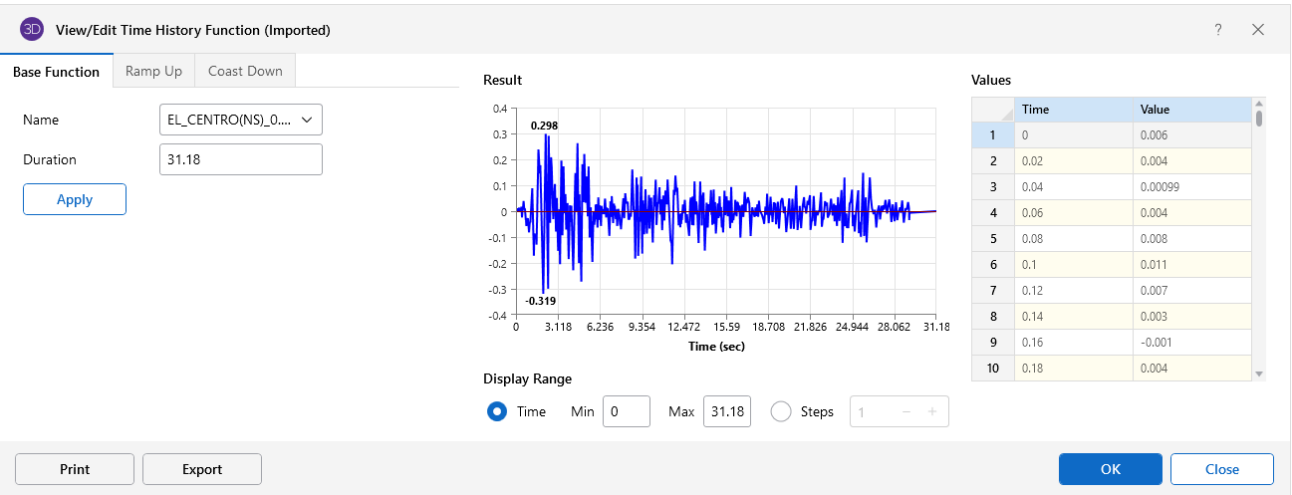 3D View/Edit Time History Function (Imported) ?
Base Function Ramp Up Coast Down
Name EL_CENTRO(NS)_0....
Duration 31.18
Apply
Result
0.4
0.3
0.2
0.1
0
-0.1
-0.2
-0.3
-0.4
0.298
-0.319
0 3.118 6.236 9.354 12.472 15.59 18.708 21.826 24.944 28.062 31.18
Time (sec)
Display Range
Time Min 0 Max 31.18 Steps 1 − +
Values
Time Value
1 0 0.006
2 0.02 0.004
3 0.04 0.00099
4 0.06 0.004
5 0.08 0.008
6 0.1 0.011
7 0.12 0.007
8 0.14 0.003
9 0.16 -0.001
10 0.18 0.004
Print Export OK Close